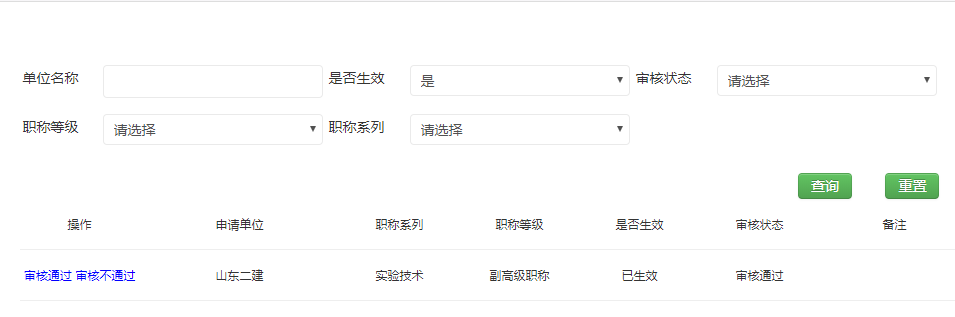 单位名称 是否生效 是 审核状态 请选择
职称等级 请选择 职称系列 请选择
查询 重置
操作 申请单位 职称系列 职称等级 是否生效 审核状态 备注
审核通过 审核不通过 山东二建 实验技术 副高级职称 已生效 审核通过